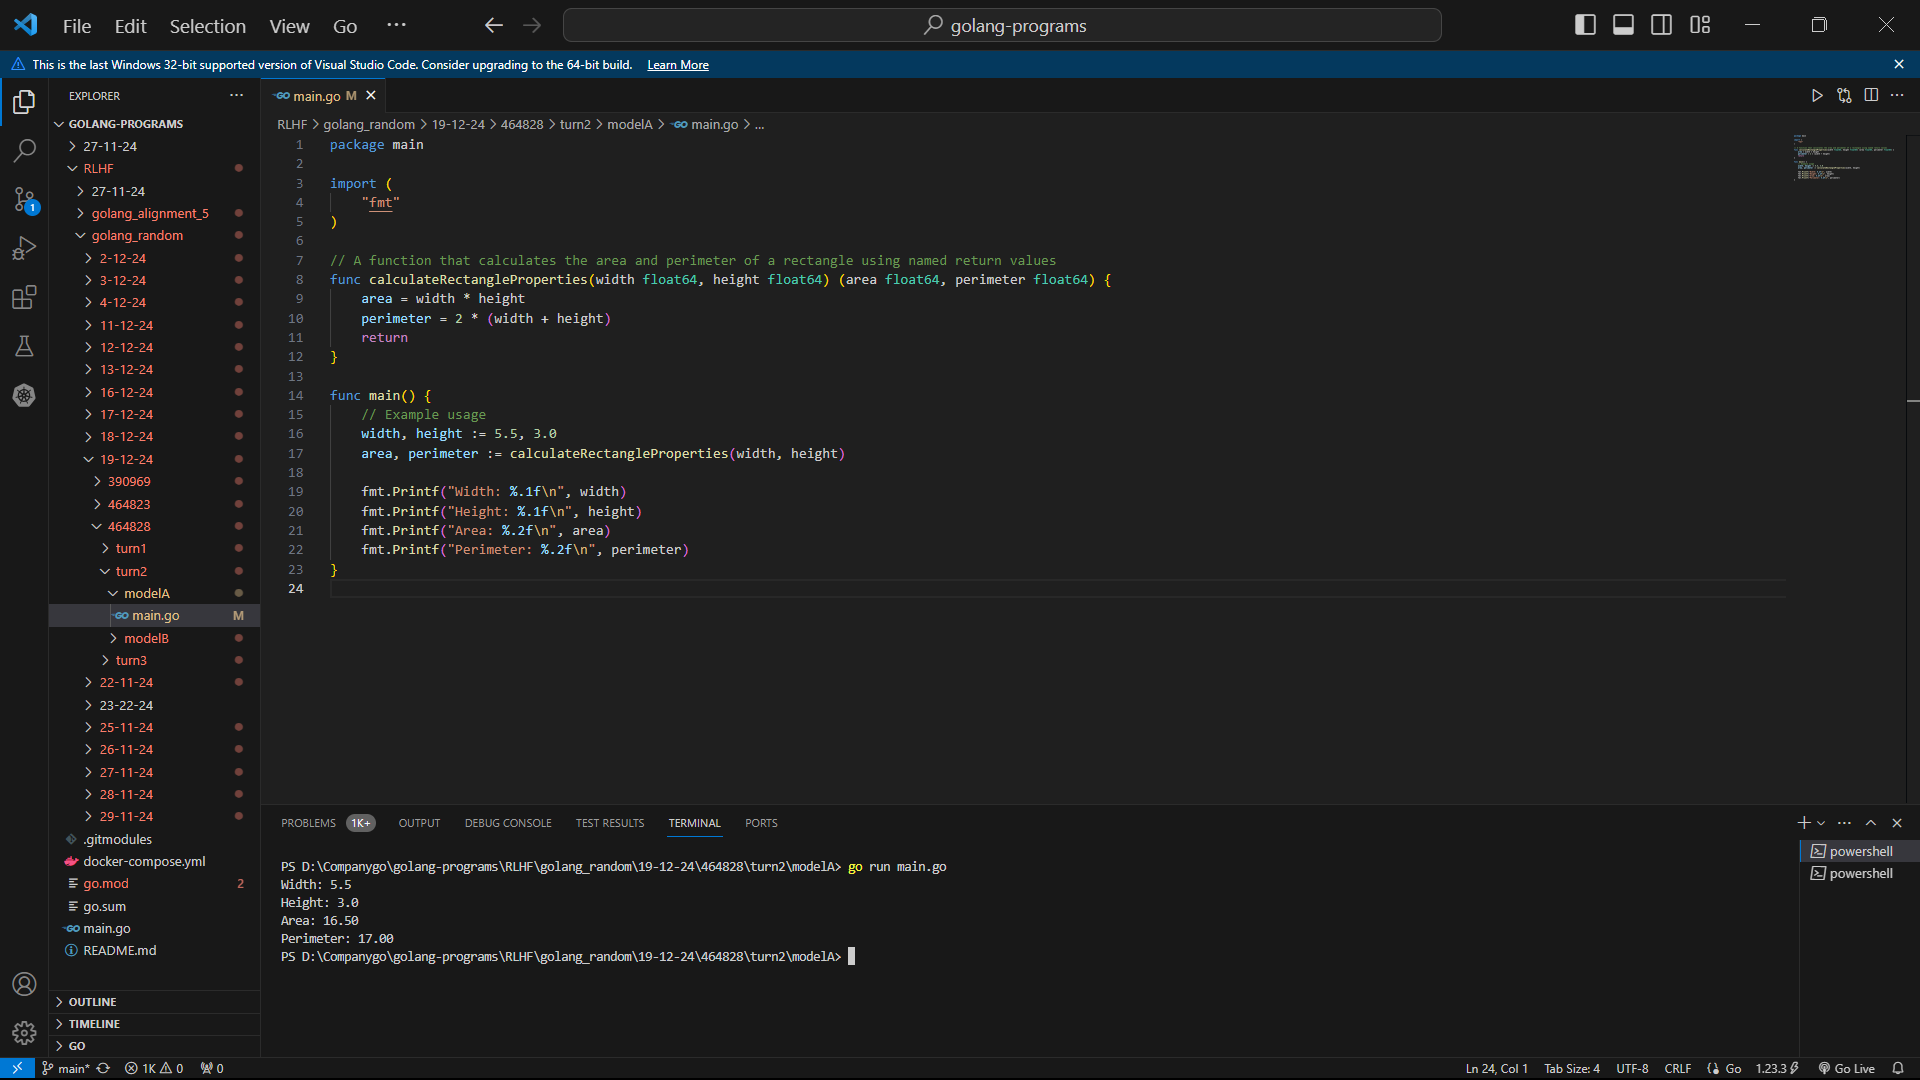 File Edit Selection View Go ··· golang-programs
This is the last Windows 32-bit supported version of Visual Studio Code. Consider upgrading to the 64-bit build. Learn More
EXPLORER
GOLANG-PROGRAMS
27-11-24
RLHF
27-11-24
golang_alignment_5
golang_random
2-12-24
3-12-24
4-12-24
11-12-24
12-12-24
13-12-24
16-12-24
17-12-24
18-12-24
19-12-24
390969
464823
464828
turn1
turn2
modelA
main.go M
modelB
turn3
22-11-24
23-22-24
25-11-24
26-11-24
27-11-24
28-11-24
29-11-24
.gitmodules
docker-compose.yml
go.mod 2
go.sum
main.go
README.md
OUTLINE
TIMELINE
GO
1
main.go M
RLHF > golang_random > 19-12-24 > 464828 > turn2 > modelA > main.go > ...
1 package main
2
3 import (
4 "fmt"
5 )
6
7 // A function that calculates the area and perimeter of a rectangle using named return values
8 func calculateRectangleProperties(width float64, height float64) (area float64, perimeter float64) {
9 area = width * height
10 perimeter = 2 * (width + height)
11 return
12 }
13
14 func main() {
15 // Example usage
16 width, height := 5.5, 3.0
17 area, perimeter := calculateRectangleProperties(width, height)
18
19 fmt.Printf("Width: %.1f\n", width)
20 fmt.Printf("Height: %.1f\n", height)
21 fmt.Printf("Area: %.2f\n", area)
22 fmt.Printf("Perimeter: %.2f\n", perimeter)
23 }
24
PROBLEMS 1K+ OUTPUT DEBUG CONSOLE TEST RESULTS TERMINAL PORTS
PS D:\Companygo\golang-programs\RLHF\golang_random\19-12-24\464828\turn2\modelA> go run main.go
Width: 5.5
Height: 3.0
Area: 16.50
Perimeter: 17.00
PS D:\Companygo\golang-programs\RLHF\golang_random\19-12-24\464828\turn2\modelA>
powershell
powershell
main* 1K 0 0 Ln 24, Col 1 Tab Size: 4 UTF-8 CRLF Go 1.23.3 Go Live